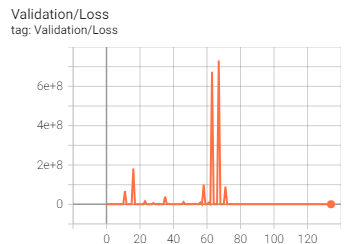 Validation/Loss
tag: Validation/Loss
6e+8
4e+8
2e+8
0
0 20 40 60 80 100 120